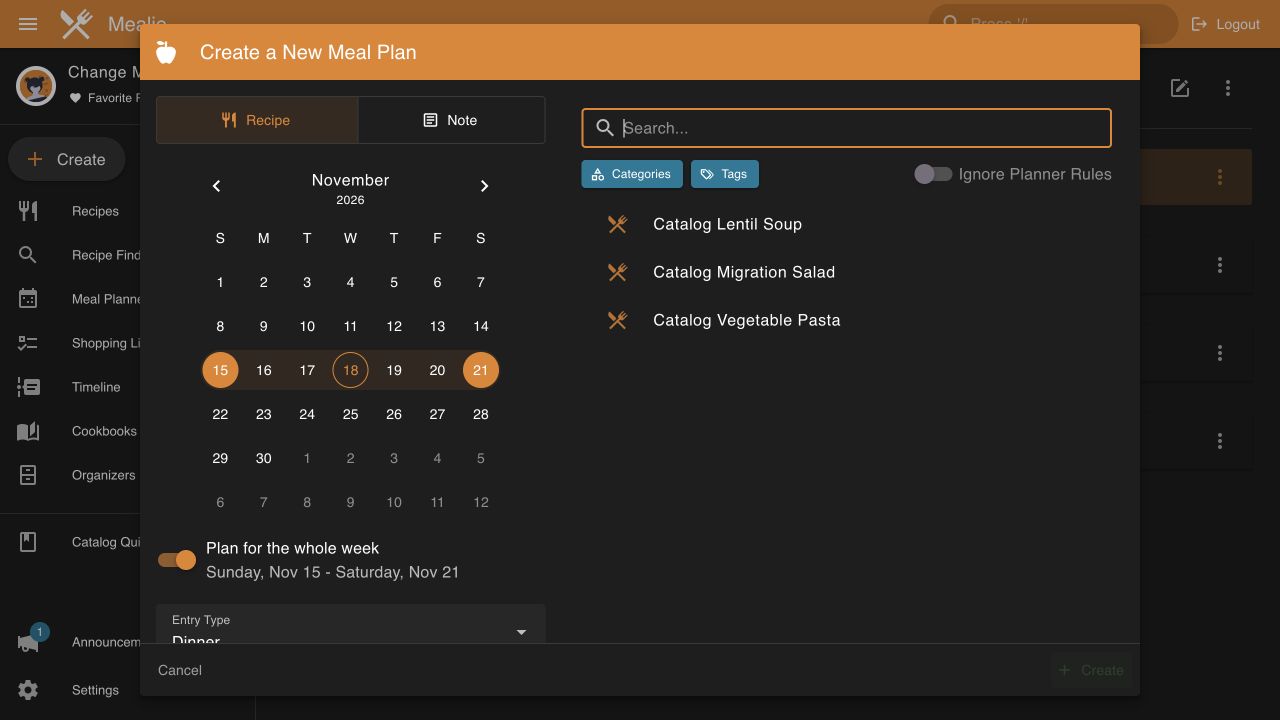 Mealie
Press '/'
Logout
Create a New Meal Plan
Change M
Favorite R
Create
Recipes
Recipe Find
Meal Planne
Shopping Li
Timeline
Cookbooks
Organizers
Catalog Qui
1
Announcem
Settings
Recipe
Note
November
2026
S M T W T F S
1 2 3 4 5 6 7
8 9 10 11 12 13 14
15 16 17 18 19 20 21
22 23 24 25 26 27 28
29 30 1 2 3 4 5
6 7 8 9 10 11 12
Plan for the whole week
Sunday, Nov 15 - Saturday, Nov 21
Entry Type
Dinner
Search...
Categories
Tags
Ignore Planner Rules
Catalog Lentil Soup
Catalog Migration Salad
Catalog Vegetable Pasta
Cancel
Create